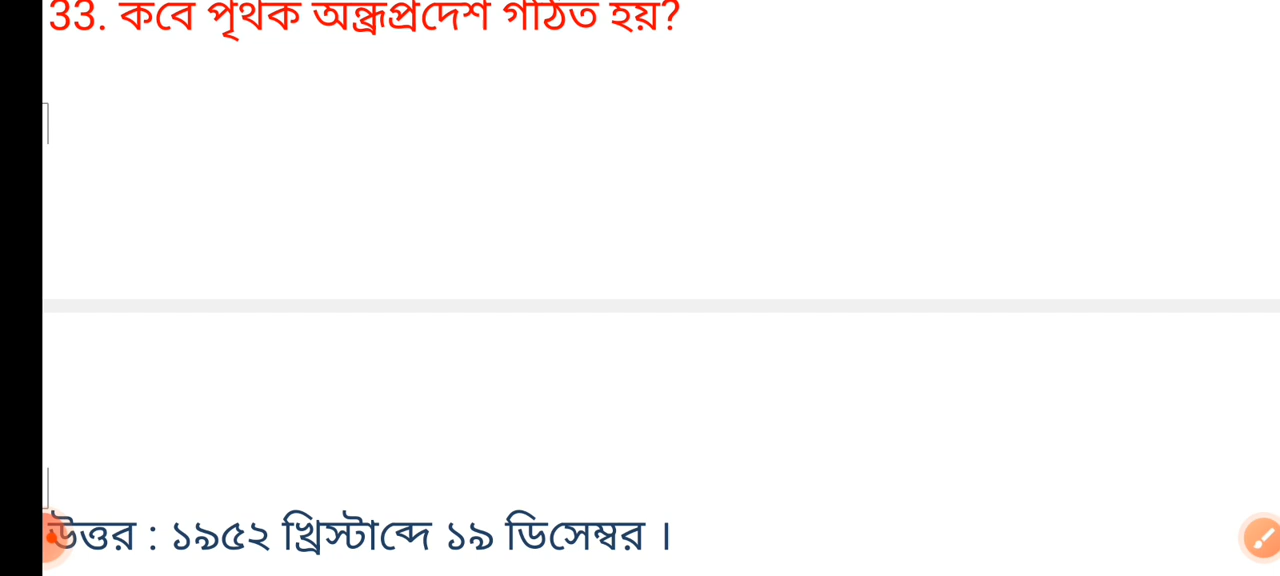 33. কবে পৃথক অন্ধ্রপ্রদেশ গঠিত হয়?
উত্তর : ১৯৫২ খ্রিস্টাব্দে ১৯ ডিসেম্বর ।